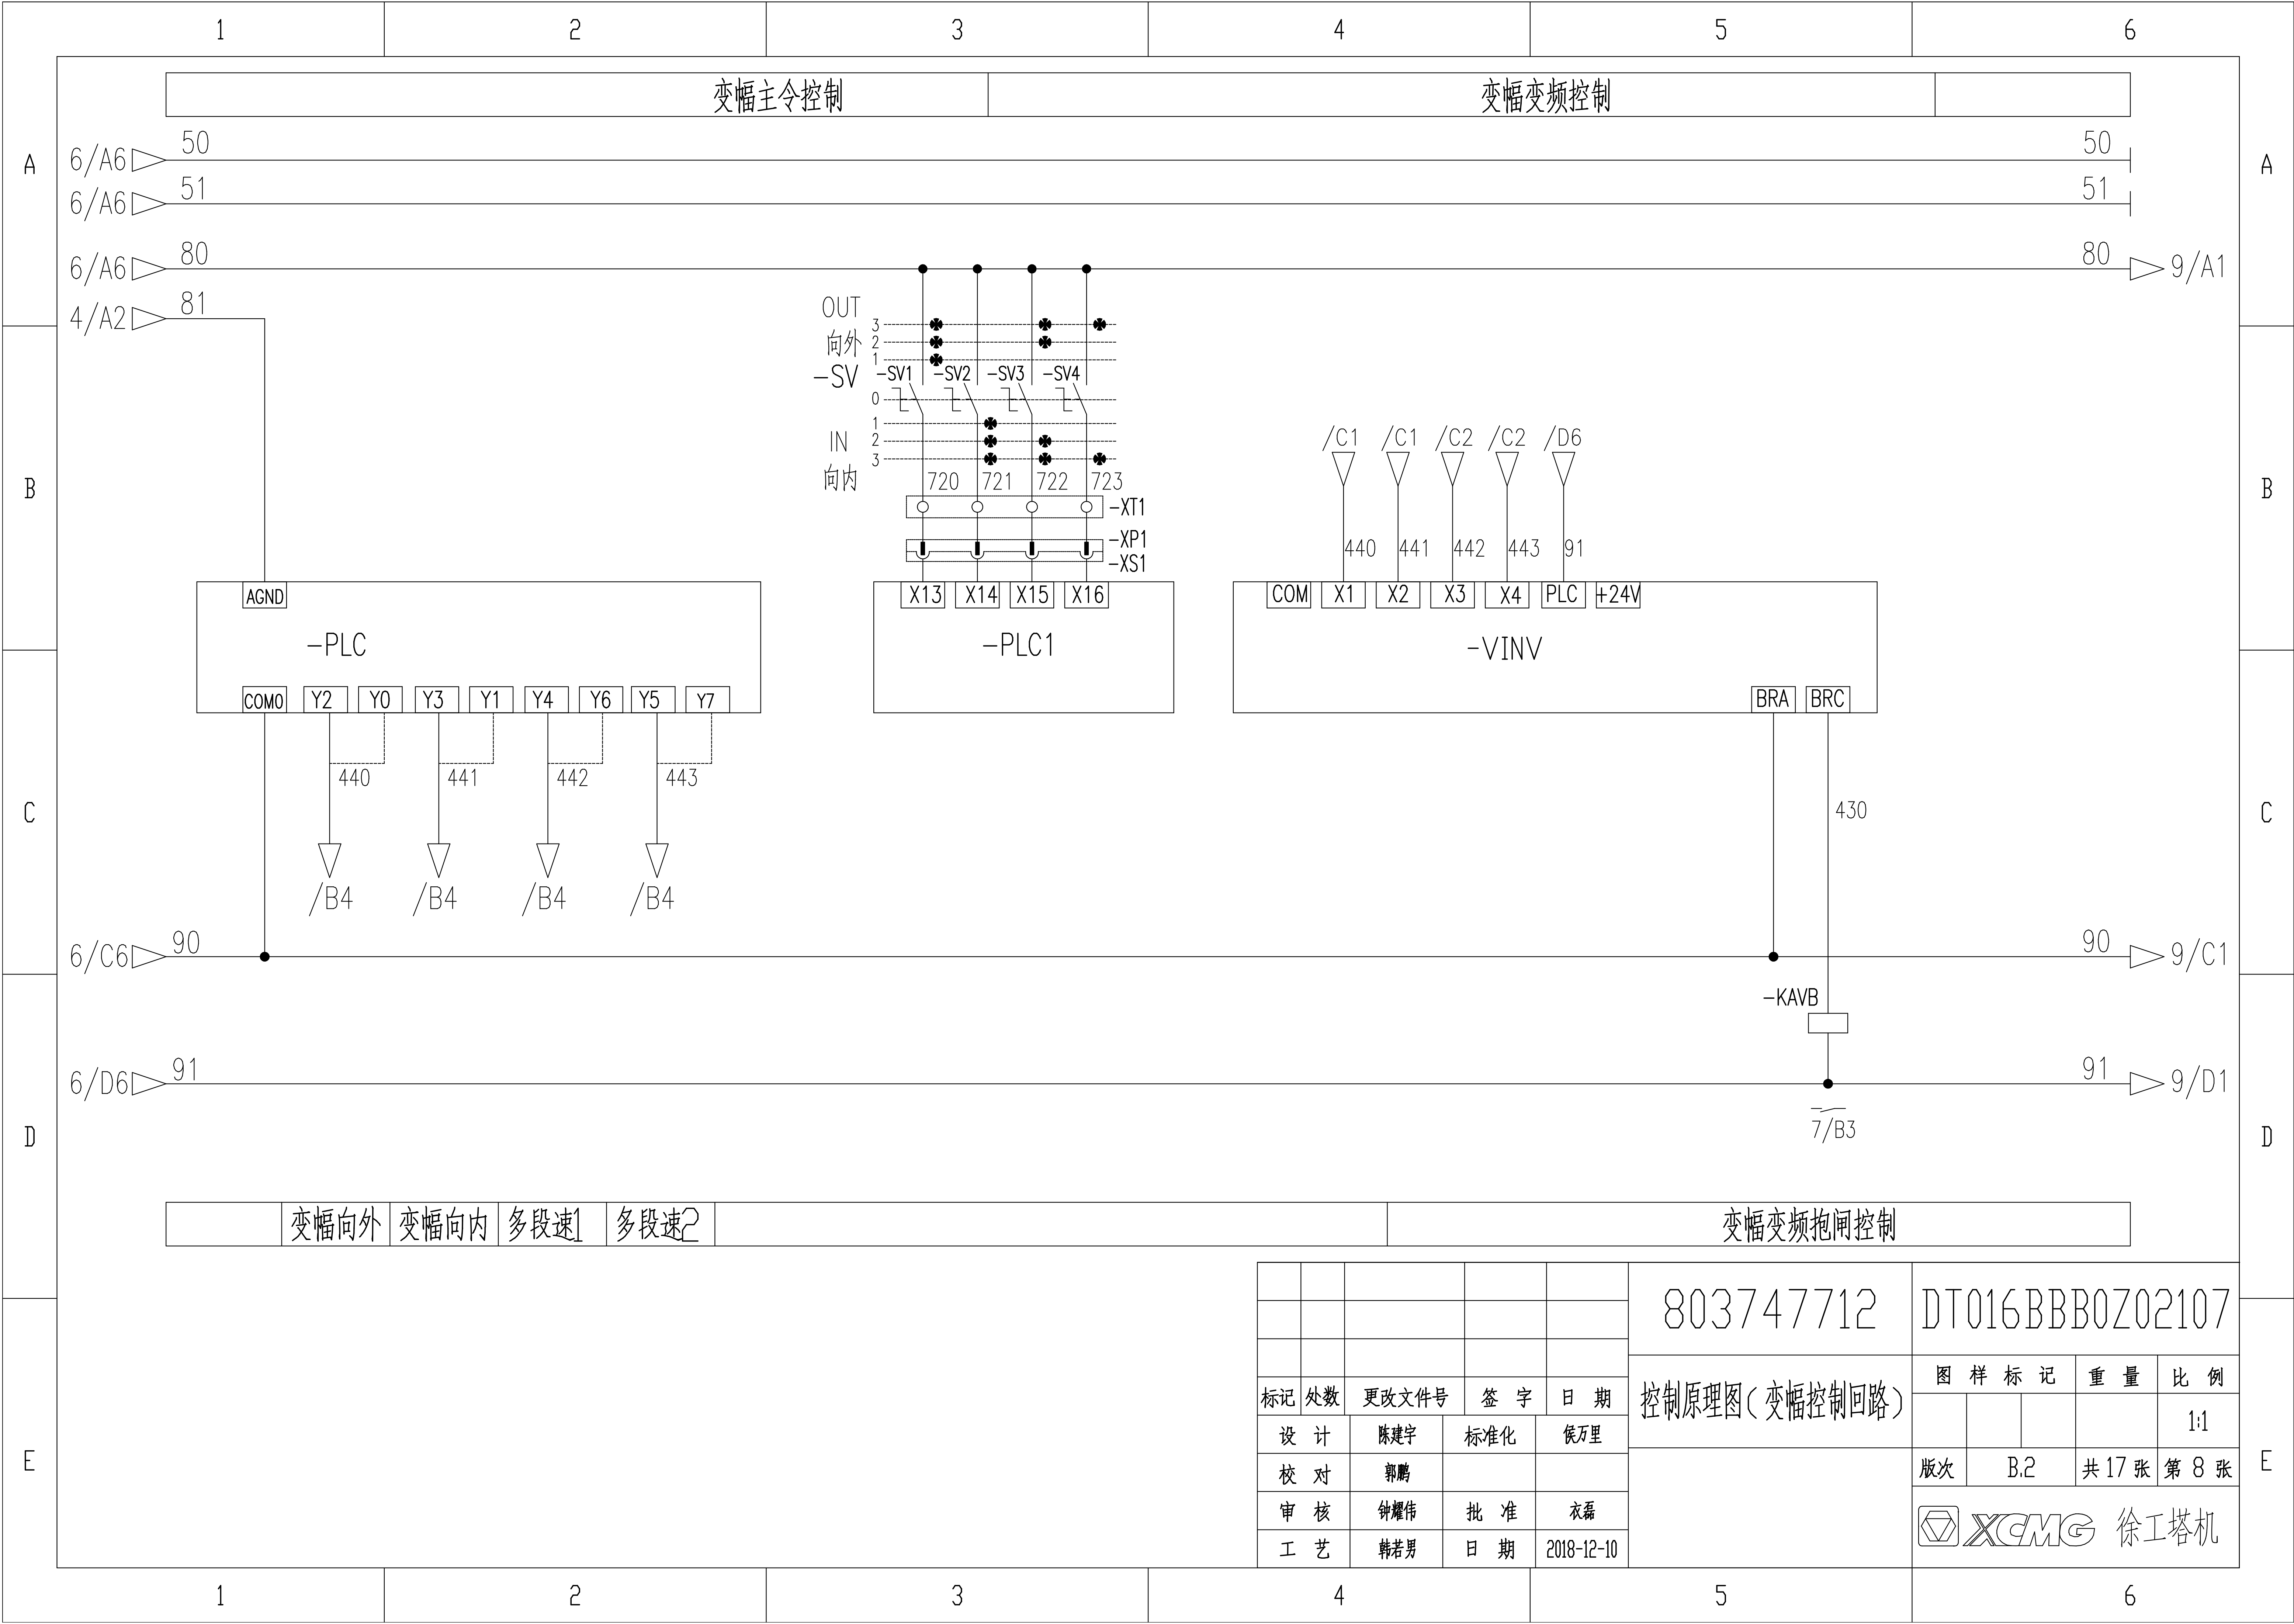 1 2 3 4 5 6
变幅主令控制 变幅变频控制
A A
6/A6 50 50
6/A6 51 51
6/A6 80 80 9/A1
4/A2 81
OUT
向外
3
2
1
-SV -SV1 -SV2 -SV3 -SV4
0
1
IN 2
3
向内
720 721 722 723
-XT1
-XP1
-XS1
/C1 /C1 /C2 /C2 /D6
440 441 442 443 91
B B
AGND
-PLC
COM0 Y2 Y0 Y3 Y1 Y4 Y6 Y5 Y7
X13 X14 X15 X16
-PLC1
COM X1 X2 X3 X4 PLC +24V
-VINV
BRA BRC
440 441 442 443
430
C C
/B4 /B4 /B4 /B4
6/C6 90 90 9/C1
-KAVB
6/D6 91 91 9/D1
7/B3
D D
变幅向外 变幅向内 多段速1 多段速2 变幅变频抱闸控制
803747712 DT016BBB0Z02107
图样标记 重量 比例
控制原理图(变幅控制回路)
1:1
标记 处数 更改文件号 签字 日期
设计 陈建宇 标准化 侯万里
校对 郭鹏
审核 钟耀伟 批准 衣磊
工艺 韩若男 日期 2018-12-10
版次 B.2 共17张 第8张
XCMG 徐工塔机
E E
1 2 3 4 5 6